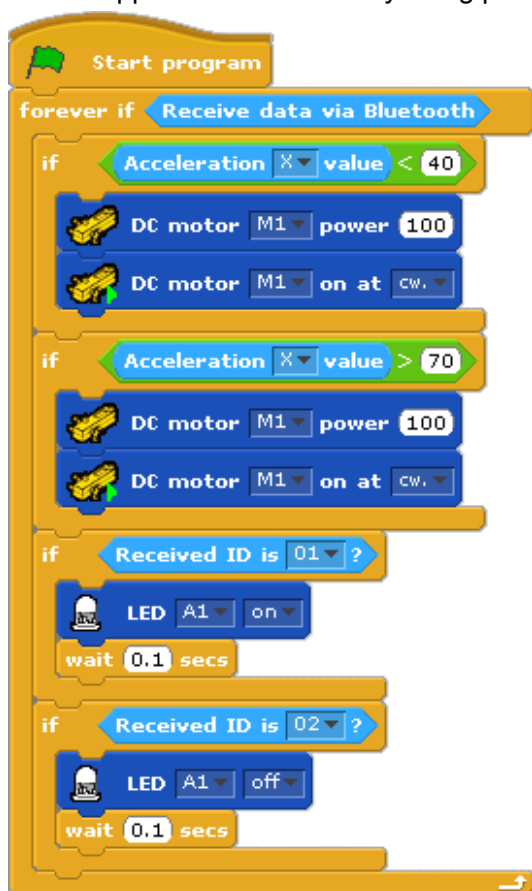 Start program
forever if Receive data via Bluetooth
if Acceleration X value < 40
DC motor M1 power 100
DC motor M1 on at cw.
if Acceleration X value > 70
DC motor M1 power 100
DC motor M1 on at cw.
if Received ID is 01 ?
LED A1 on
wait 0.1 secs
if Received ID is 02 ?
LED A1 off
wait 0.1 secs